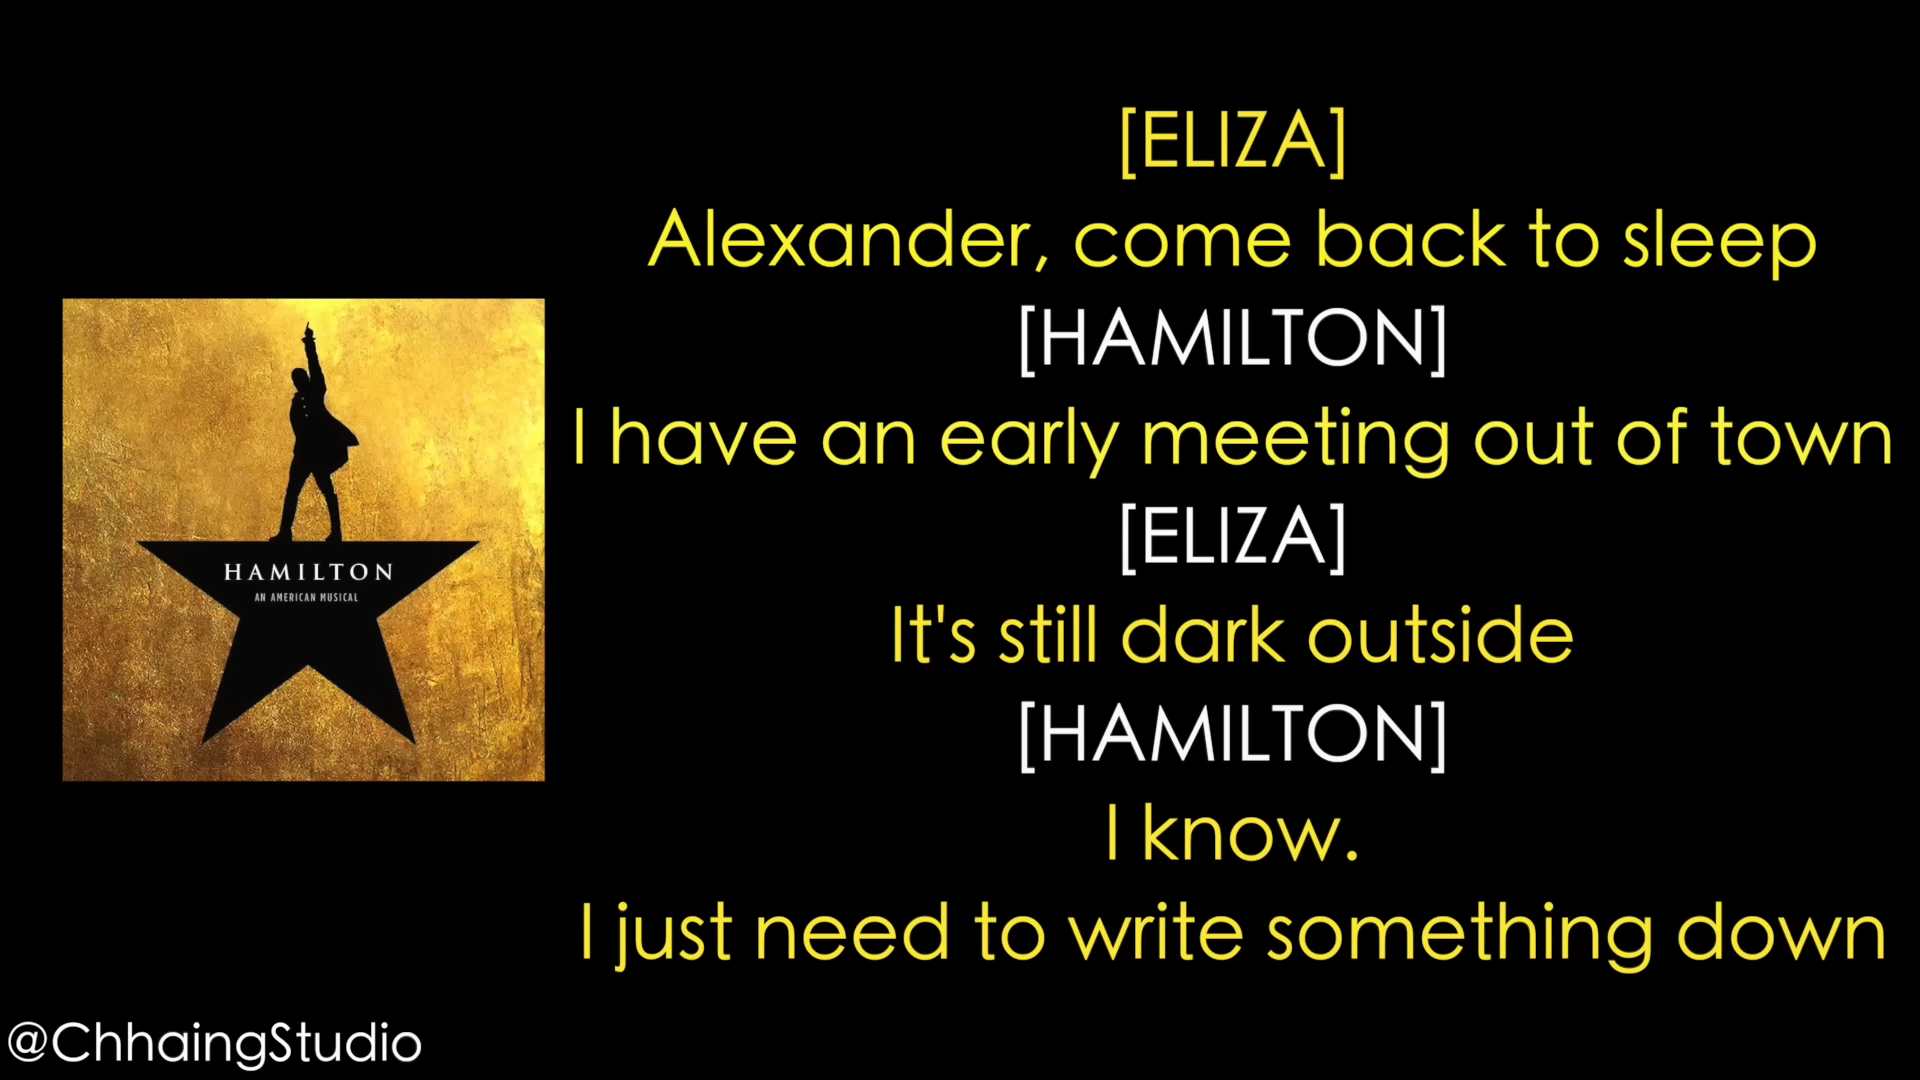 [ELIZA]
Alexander, come back to sleep
[HAMILTON]
I have an early meeting out of town
[ELIZA]
It's still dark outside
[HAMILTON]
I know.
I just need to write something down
HAMILTON
AN AMERICAN MUSICAL
@ChhaingStudio